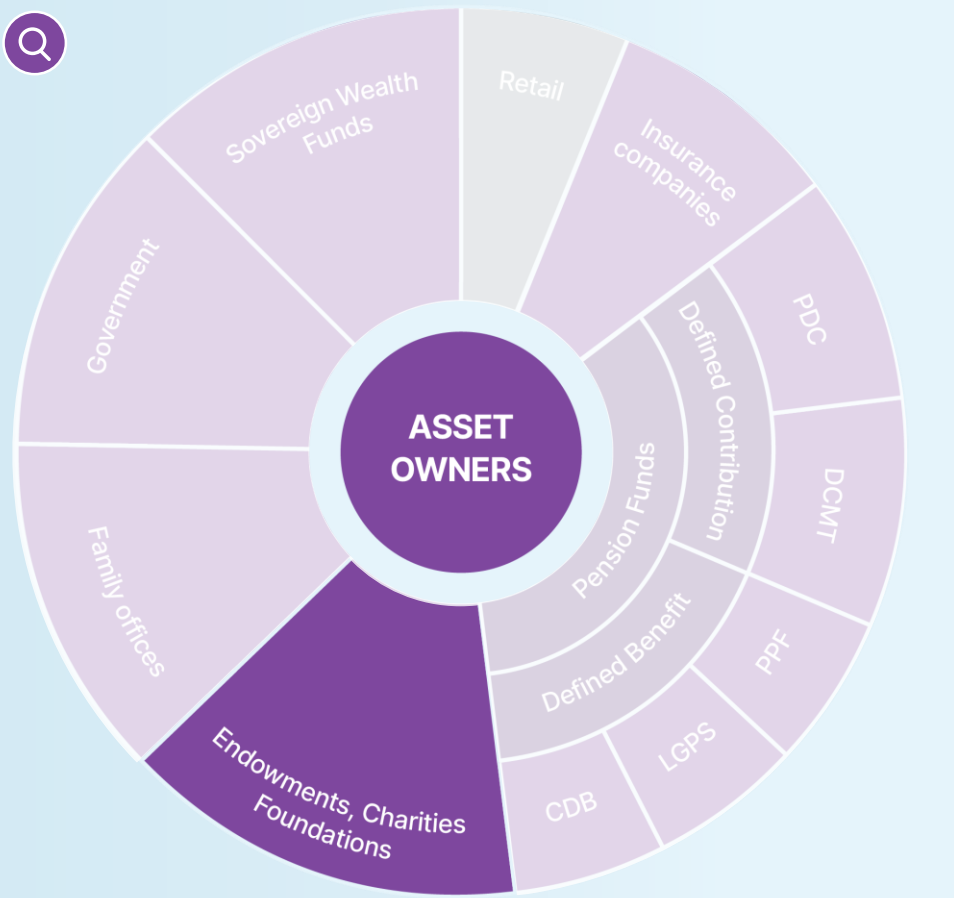 ASSET
OWNERS
Retail
Insurance
companies
PDC
DCMT
PPF
LGPS
CDB
Defined Contribution
Defined Benefit
Pension Funds
Endowments, Charities
Foundations
Family offices
Government
Sovereign Wealth
Funds